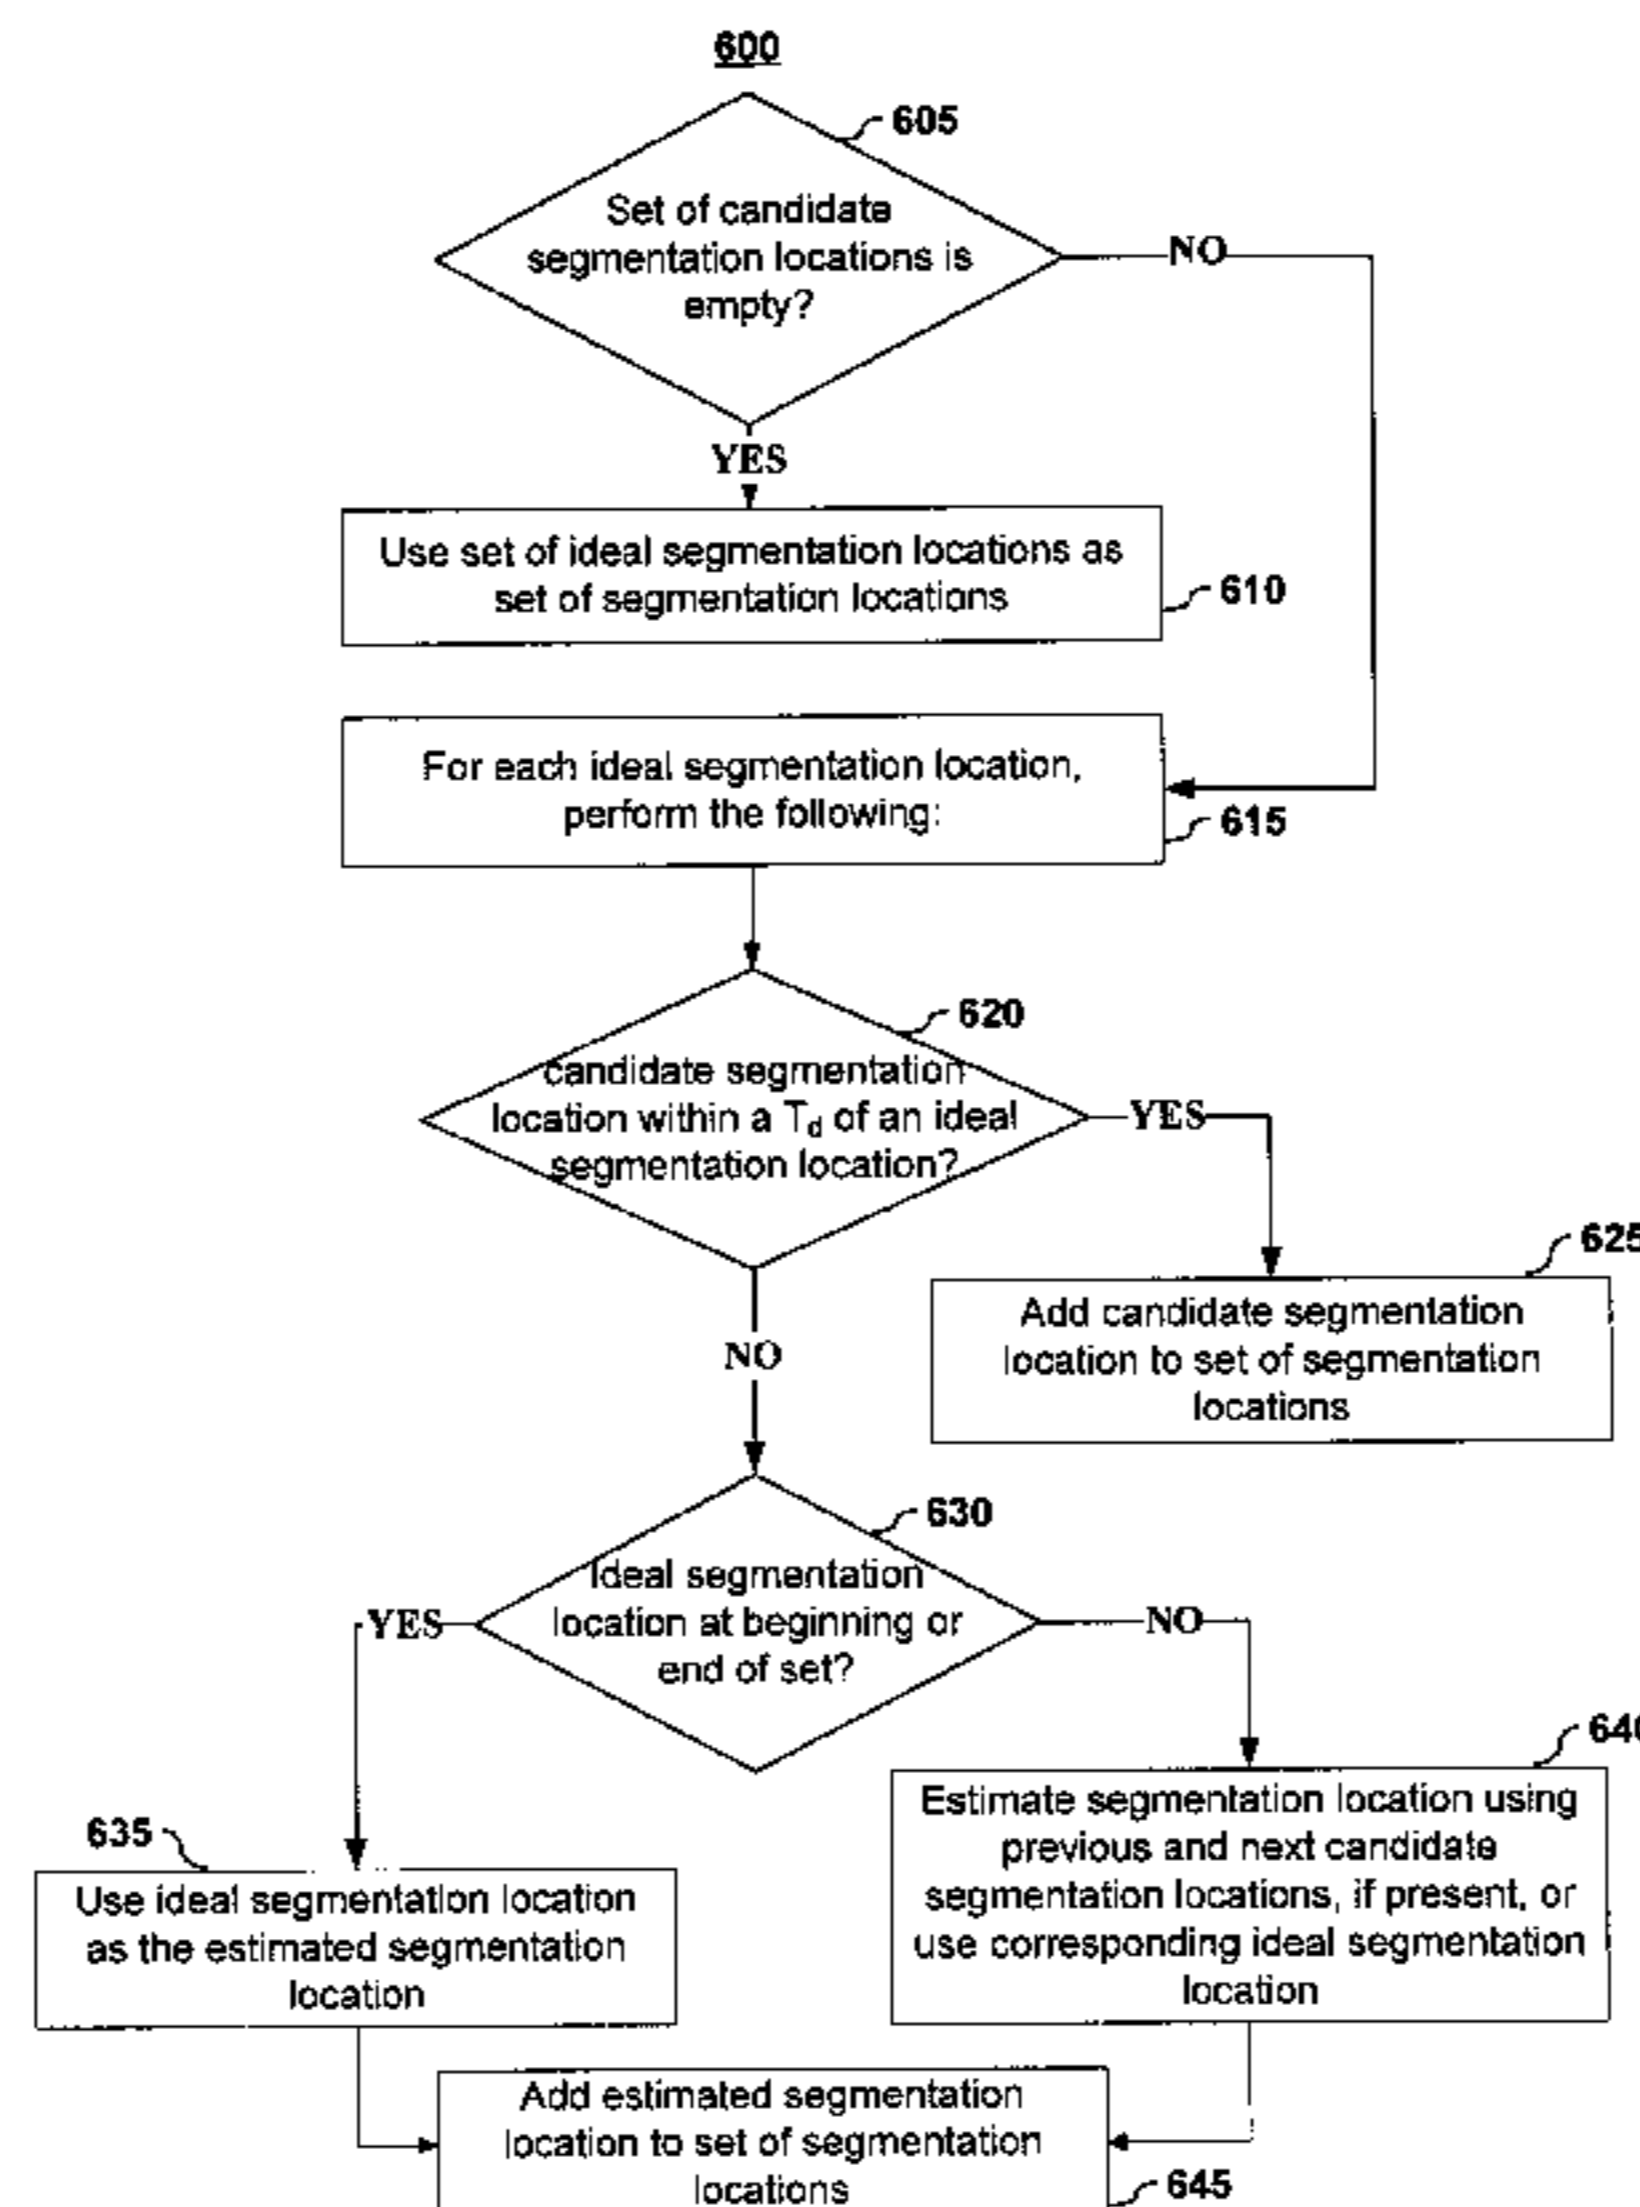 600
605
Set of candidate
segmentation locations is
empty?
NO
YES
Use set of ideal segmentation locations as
set of segmentation locations
610
For each ideal segmentation location,
perform the following:
615
620
candidate segmentation
location within a Td of an ideal
segmentation location?
YES
625
Add candidate segmentation
location to set of segmentation
locations
NO
630
Ideal segmentation
location at beginning or
end of set?
YES
NO
640
Estimate segmentation location using
previous and next candidate
segmentation locations, if present, or
use corresponding ideal segmentation
location
635
Use ideal segmentation location
as the estimated segmentation
location
Add estimated segmentation
location to set of segmentation
locations
645